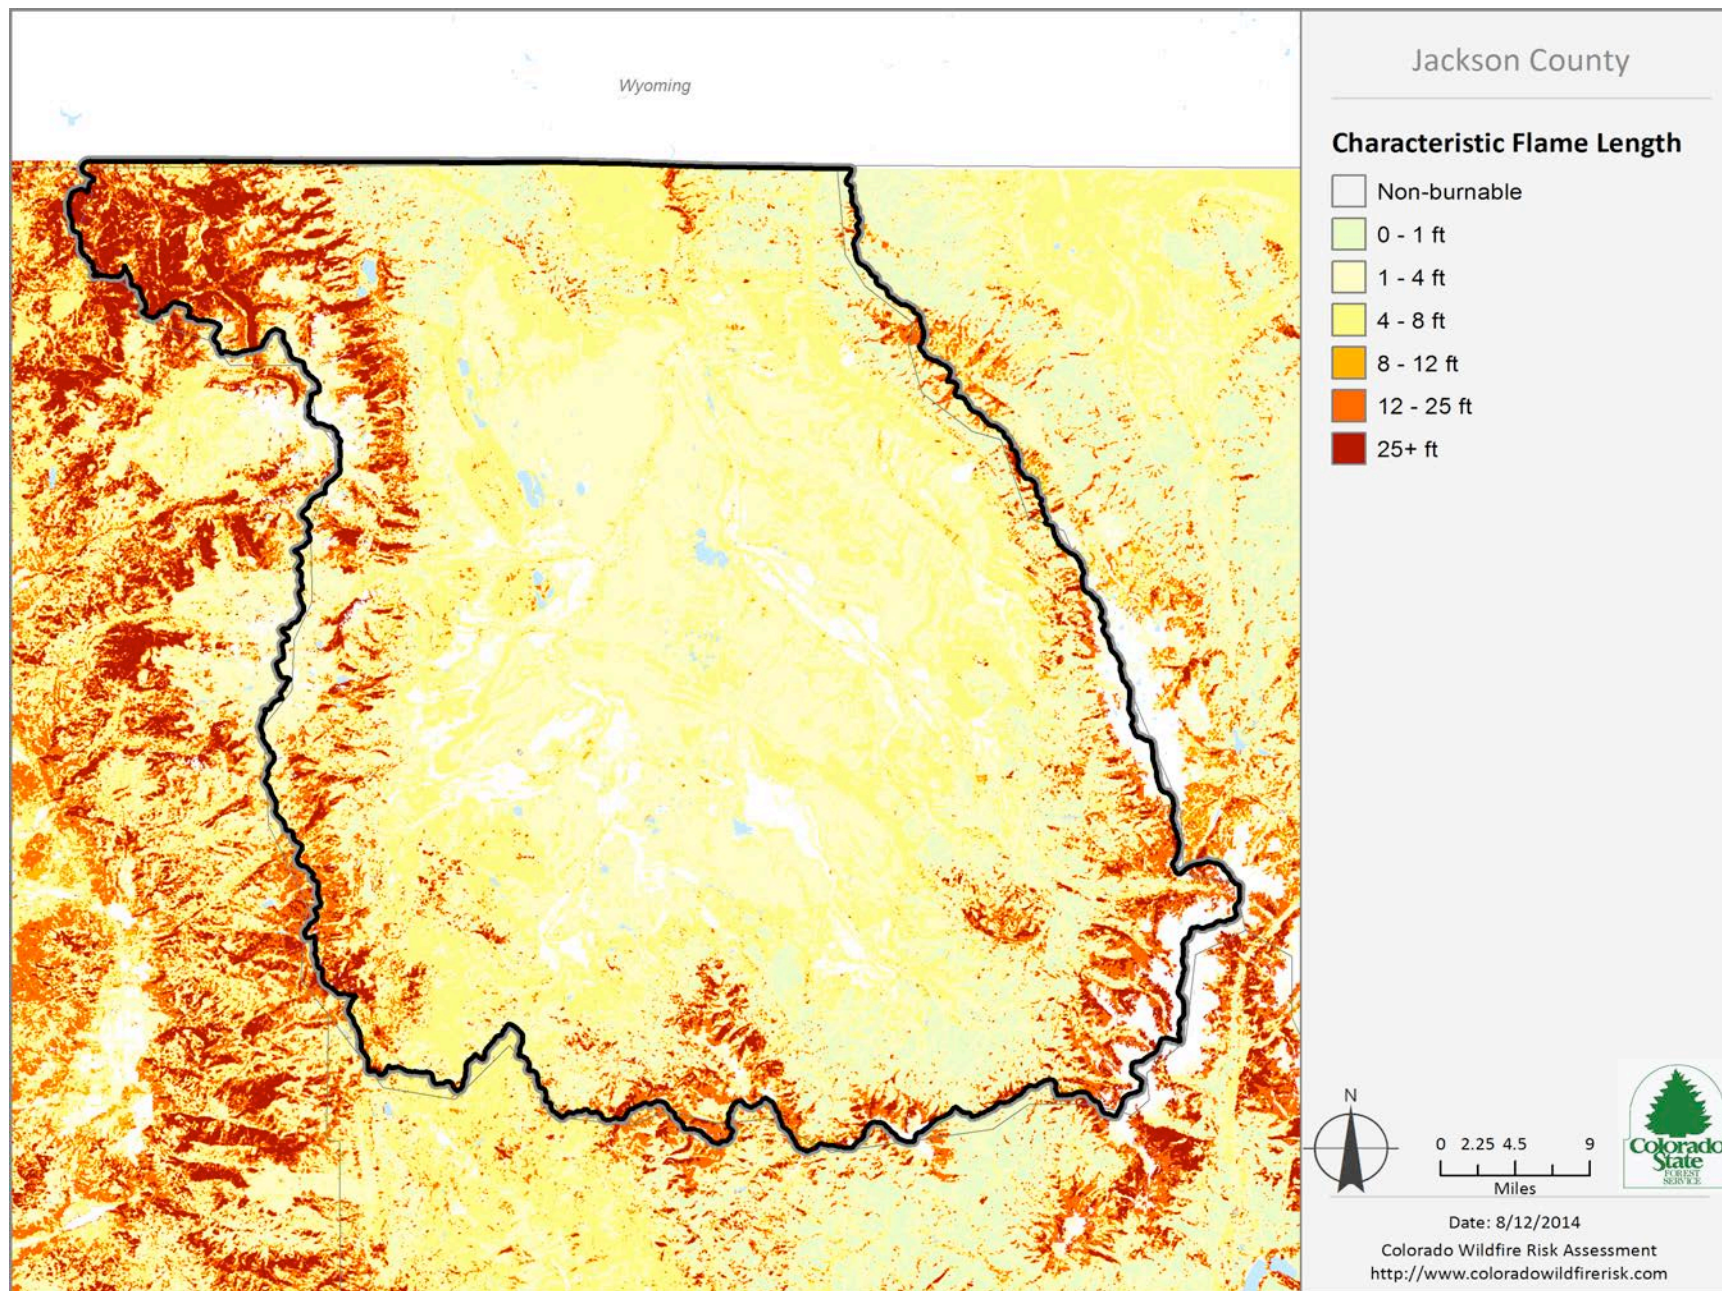 Wyoming
Jackson County
Characteristic Flame Length
Non-burnable
0 - 1 ft
1 - 4 ft
4 - 8 ft
8 - 12 ft
12 - 25 ft
25+ ft
N
0 2.25 4.5 9
Miles
Colorado
State
FOREST
SERVICE
Date: 8/12/2014
Colorado Wildfire Risk Assessment
http://www.coloradowildfirerisk.com